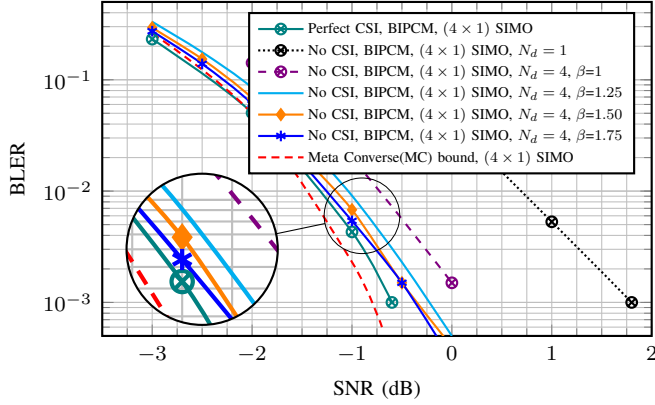 Perfect CSI, BIPCM, (4 × 1) SIMO
No CSI, BIPCM, (4 × 1) SIMO, N_d = 1
No CSI, BIPCM, (4 × 1) SIMO, N_d = 4, β=1
No CSI, BIPCM, (4 × 1) SIMO, N_d = 4, β=1.25
No CSI, BIPCM, (4 × 1) SIMO, N_d = 4, β=1.50
No CSI, BIPCM, (4 × 1) SIMO, N_d = 4, β=1.75
Meta Converse(MC) bound, (4 × 1) SIMO
10^−1
10^−2
10^−3
BLER
−3 −2 −1 0 1 2
SNR (dB)